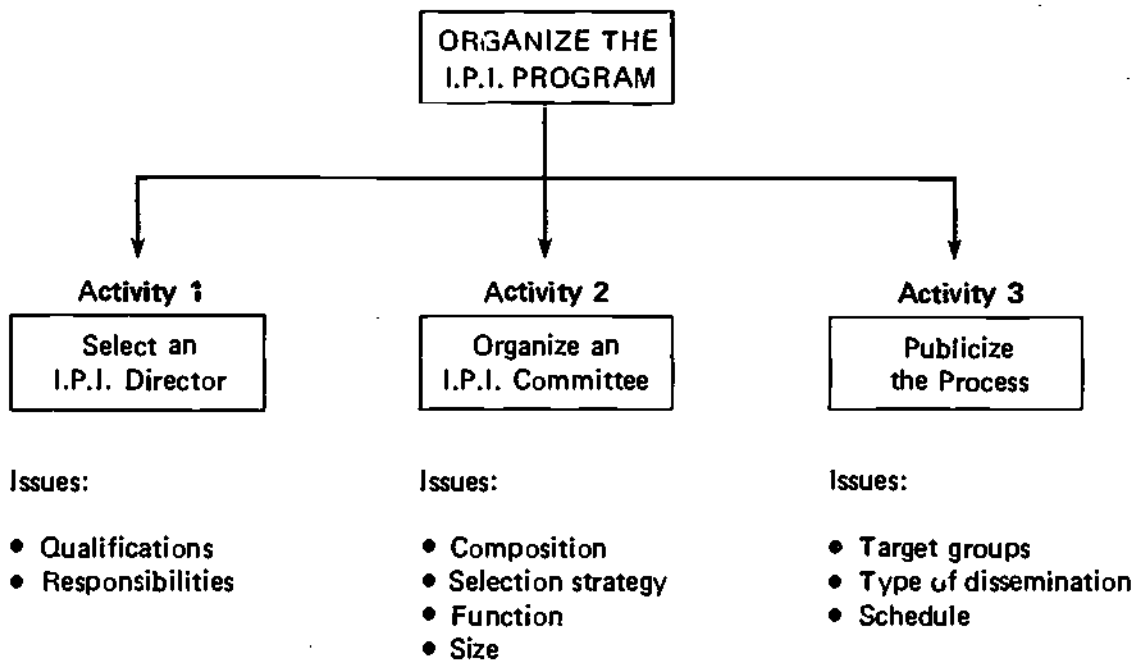 ORGANIZE THE
I.P.I. PROGRAM
Activity 1
Select an
I.P.I. Director
Issues:
• Qualifications
• Responsibilities
Activity 2
Organize an
I.P.I. Committee
Issues:
• Composition
• Selection strategy
• Function
• Size
Activity 3
Publicize
the Process
Issues:
• Target groups
• Type of dissemination
• Schedule